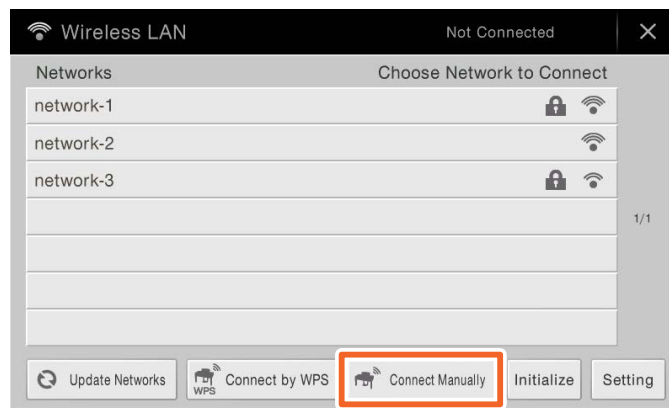 Wireless LAN Not Connected
Networks Choose Network to Connect
network-1
network-2
network-3
1/1
Update Networks WPS Connect by WPS Connect Manually Initialize Setting